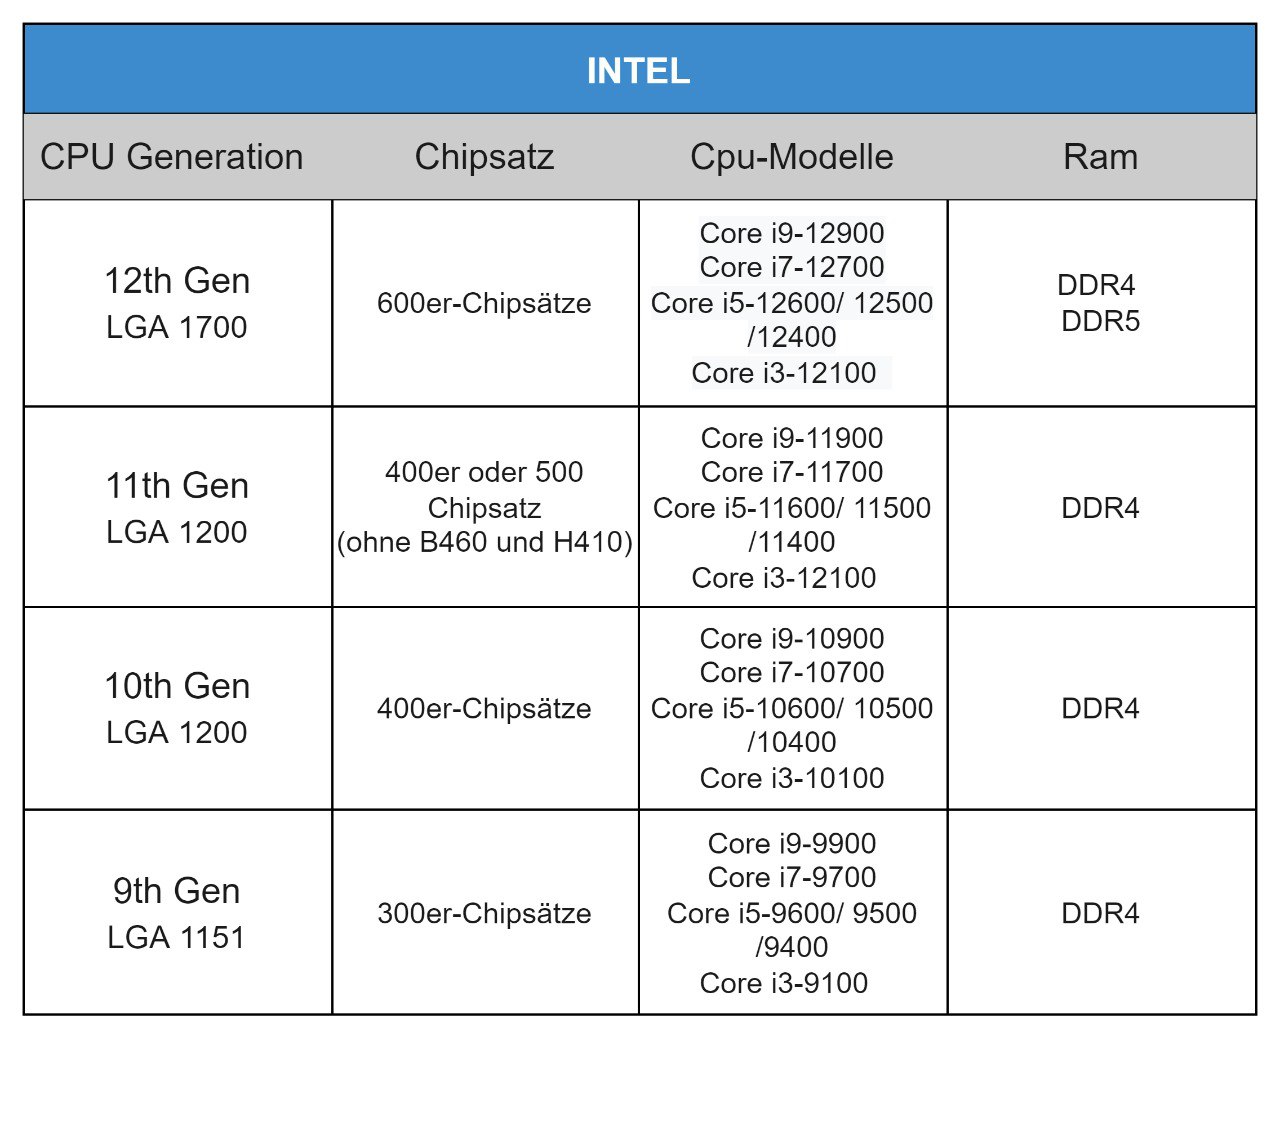 INTEL
CPU Generation Chipsatz Cpu-Modelle Ram
12th Gen
LGA 1700
600er-Chipsätze
Core i9-12900
Core i7-12700
Core i5-12600/ 12500
/12400
Core i3-12100
DDR4
DDR5
11th Gen
LGA 1200
400er oder 500
Chipsatz
(ohne B460 und H410)
Core i9-11900
Core i7-11700
Core i5-11600/ 11500
/11400
Core i3-12100
DDR4
10th Gen
LGA 1200
400er-Chipsätze
Core i9-10900
Core i7-10700
Core i5-10600/ 10500
/10400
Core i3-10100
DDR4
9th Gen
LGA 1151
300er-Chipsätze
Core i9-9900
Core i7-9700
Core i5-9600/ 9500
/9400
Core i3-9100
DDR4